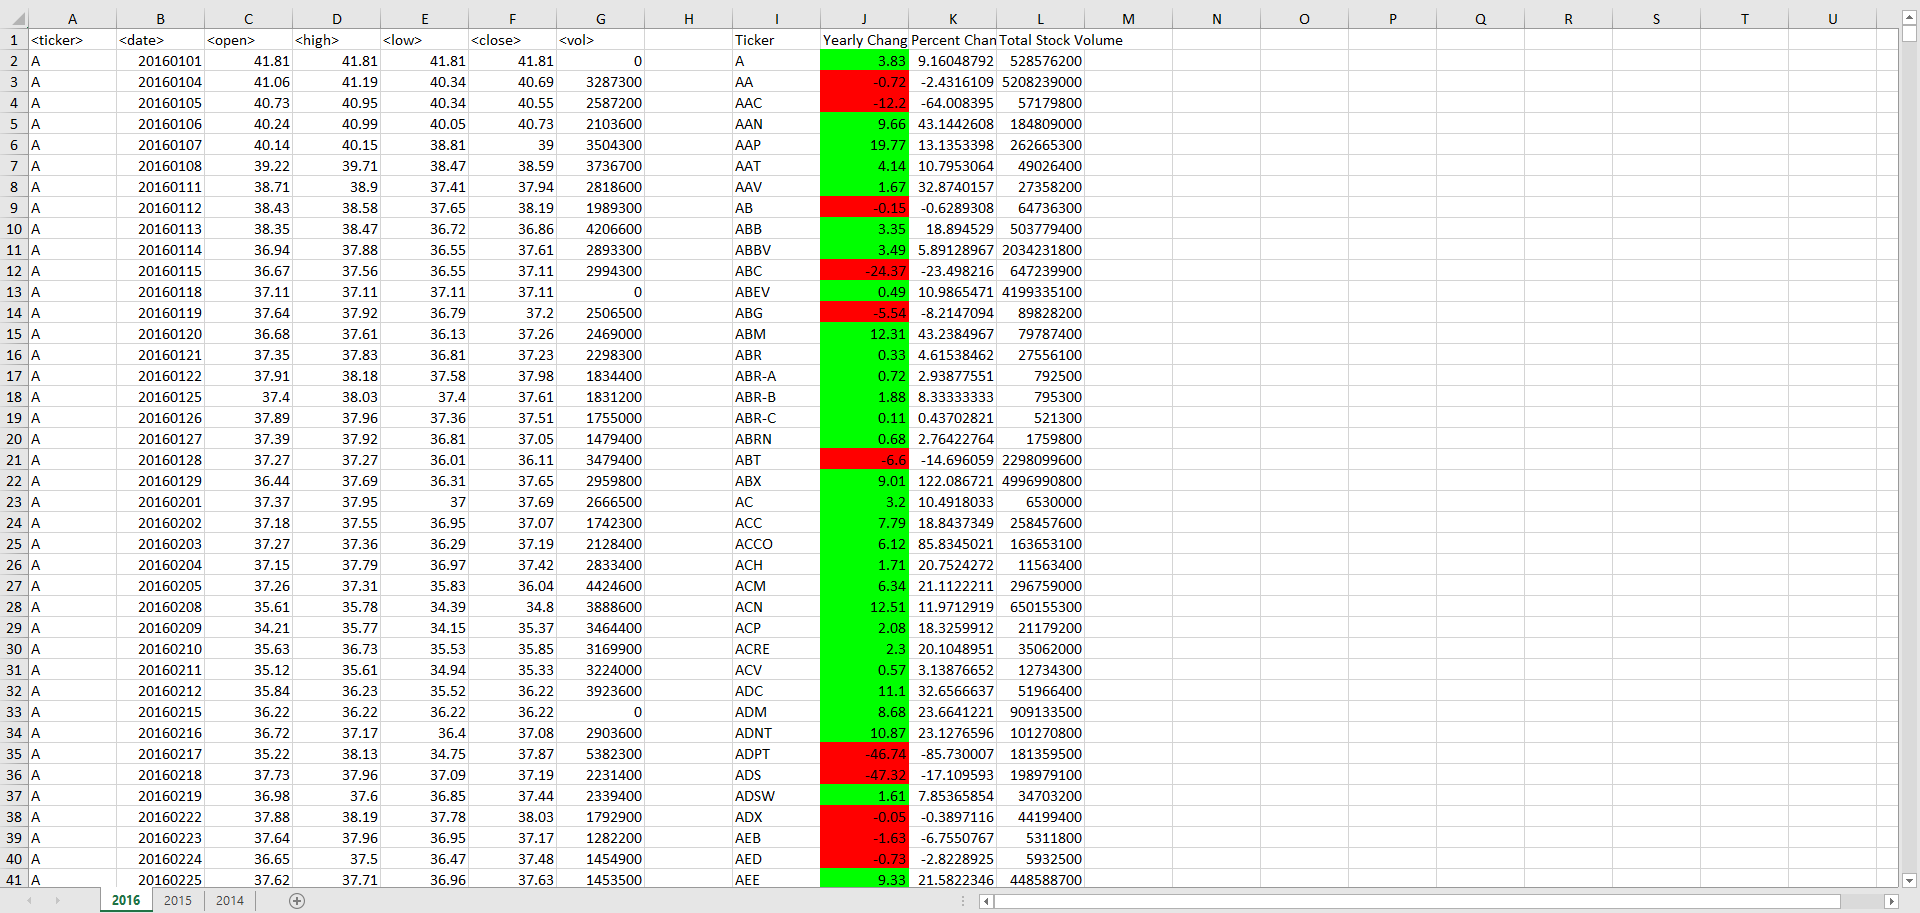 A B C D E F G H I J K L M N O P Q R S T U
1 <ticker> <date> <open> <high> <low> <close> <vol> Ticker Yearly Chang Percent Chan Total Stock Volume
2 A 20160101 41.81 41.81 41.81 41.81 0 A 3.83 9.16048792 528576200
3 A 20160104 41.06 41.19 40.34 40.69 3287300 AA -0.72 -2.4316109 5208239000
4 A 20160105 40.73 40.95 40.34 40.55 2587200 AAC -12.2 -64.008395 57179800
5 A 20160106 40.24 40.99 40.05 40.73 2103600 AAN 9.66 43.1442608 184809000
6 A 20160107 40.14 40.15 38.81 39 3504300 AAP 19.77 13.1353398 262665300
7 A 20160108 39.22 39.71 38.47 38.59 3736700 AAT 4.14 10.7953064 49026400
8 A 20160111 38.71 38.9 37.41 37.94 2818600 AAV 1.67 32.8740157 27358200
9 A 20160112 38.43 38.58 37.65 38.19 1989300 AB -0.15 -0.6289308 64736300
10 A 20160113 38.35 38.47 36.72 36.86 4206600 ABB 3.35 18.894529 503779400
11 A 20160114 36.94 37.88 36.55 37.61 2893300 ABBV 3.49 5.89128967 2034231800
12 A 20160115 36.67 37.56 36.55 37.11 2994300 ABC -24.37 -23.498216 647239900
13 A 20160118 37.11 37.11 37.11 37.11 0 ABEV 0.49 10.9865471 4199335100
14 A 20160119 37.64 37.92 36.79 37.2 2506500 ABG -5.54 -8.2147094 89828200
15 A 20160120 36.68 37.61 36.13 37.26 2469000 ABM 12.31 43.2384967 79787400
16 A 20160121 37.35 37.83 36.81 37.23 2298300 ABR 0.33 4.61538462 27556100
17 A 20160122 37.91 38.18 37.58 37.98 1834400 ABR-A 0.72 2.93877551 792500
18 A 20160125 37.4 38.03 37.4 37.61 1831200 ABR-B 1.88 8.33333333 795300
19 A 20160126 37.89 37.96 37.36 37.51 1755000 ABR-C 0.11 0.43702821 521300
20 A 20160127 37.39 37.92 36.81 37.05 1479400 ABRN 0.68 2.76422764 1759800
21 A 20160128 37.27 37.27 36.01 36.11 3479400 ABT -6.6 -14.696059 2298099600
22 A 20160129 36.44 37.69 36.31 37.65 2959800 ABX 9.01 122.086721 4996990800
23 A 20160201 37.37 37.95 37 37.69 2666500 AC 3.2 10.4918033 6530000
24 A 20160202 37.18 37.55 36.95 37.07 1742300 ACC 7.79 18.8437349 258457600
25 A 20160203 37.27 37.36 36.29 37.19 2128400 ACCO 6.12 85.8345021 163653100
26 A 20160204 37.15 37.79 36.97 37.42 2833400 ACH 1.71 20.7524272 11563400
27 A 20160205 37.26 37.31 35.83 36.04 4424600 ACM 6.34 21.1122211 296759000
28 A 20160208 35.61 35.78 34.39 34.8 3888600 ACN 12.51 11.9712919 650155300
29 A 20160209 34.21 35.77 34.15 35.37 3464400 ACP 2.08 18.3259912 21179200
30 A 20160210 35.63 36.73 35.53 35.85 3169900 ACRE 2.3 20.1048951 35062000
31 A 20160211 35.12 35.61 34.94 35.33 3224000 ACV 0.57 3.13876652 12734300
32 A 20160212 35.84 36.23 35.52 36.22 3923600 ADC 11.1 32.6566637 51966400
33 A 20160215 36.22 36.22 36.22 36.22 0 ADM 8.68 23.6641221 909133500
34 A 20160216 36.72 37.17 36.4 37.08 2903600 ADNT 10.87 23.1276596 101270800
35 A 20160217 35.22 38.13 34.75 37.87 5382300 ADPT -46.74 -85.730007 181359500
36 A 20160218 37.73 37.96 37.09 37.19 2231400 ADS -47.32 -17.109593 198979100
37 A 20160219 36.98 37.6 36.85 37.44 2339400 ADSW 1.61 7.85365854 34703200
38 A 20160222 37.88 38.19 37.78 38.03 1792900 ADX -0.05 -0.3897116 44199400
39 A 20160223 37.64 37.96 36.95 37.17 1282200 AEB -1.63 -6.7550767 5311800
40 A 20160224 36.65 37.5 36.47 37.48 1454900 AED -0.73 -2.8228925 5932500
41 A 20160225 37.62 37.71 36.96 37.63 1453500 AEE 9.33 21.5822346 448588700
2016 2015 2014